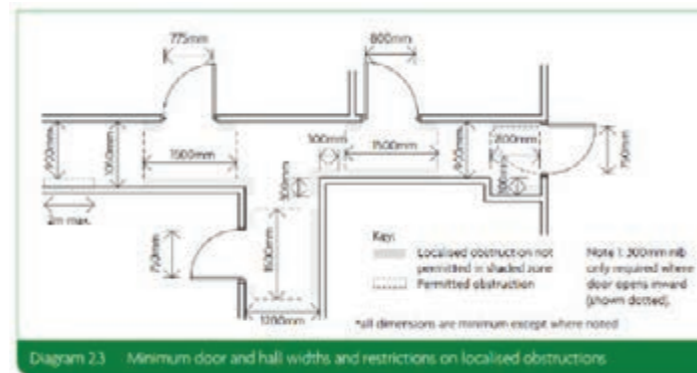 775mm
800mm
900mm
1050mm
1500mm
300mm
1500mm
900mm
800mm
300mm
750mm
300mm
m max.
750mm
1500mm
1200mm
Key:
Localised obstruction not
permitted in shaded zone
Permitted obstruction
Note 1: 300mm nib
only required where
door opens inward
(shown dotted).
*all dimensions are minimum except where noted
Diagram 2.3 Minimum door and hall widths and restrictions on localised obstructions